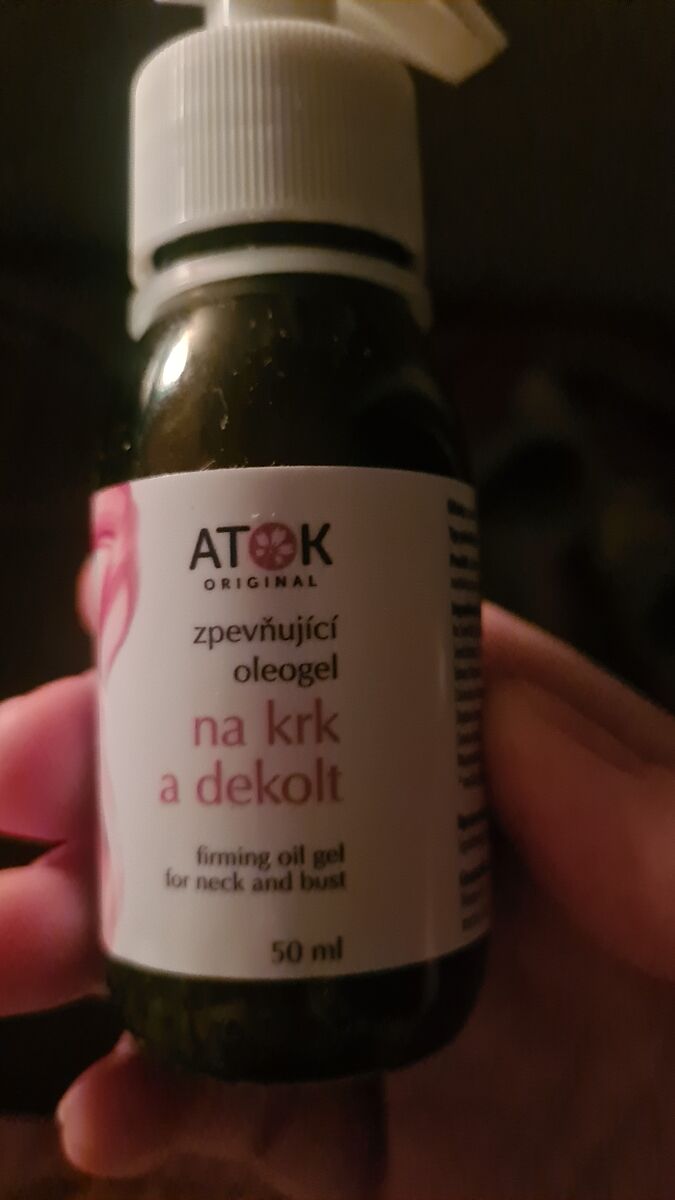 ATOK
ORIGINAL
zpevňující
oleogel
na krk
a dekolt
firming oil gel
for neck and bust
50 ml